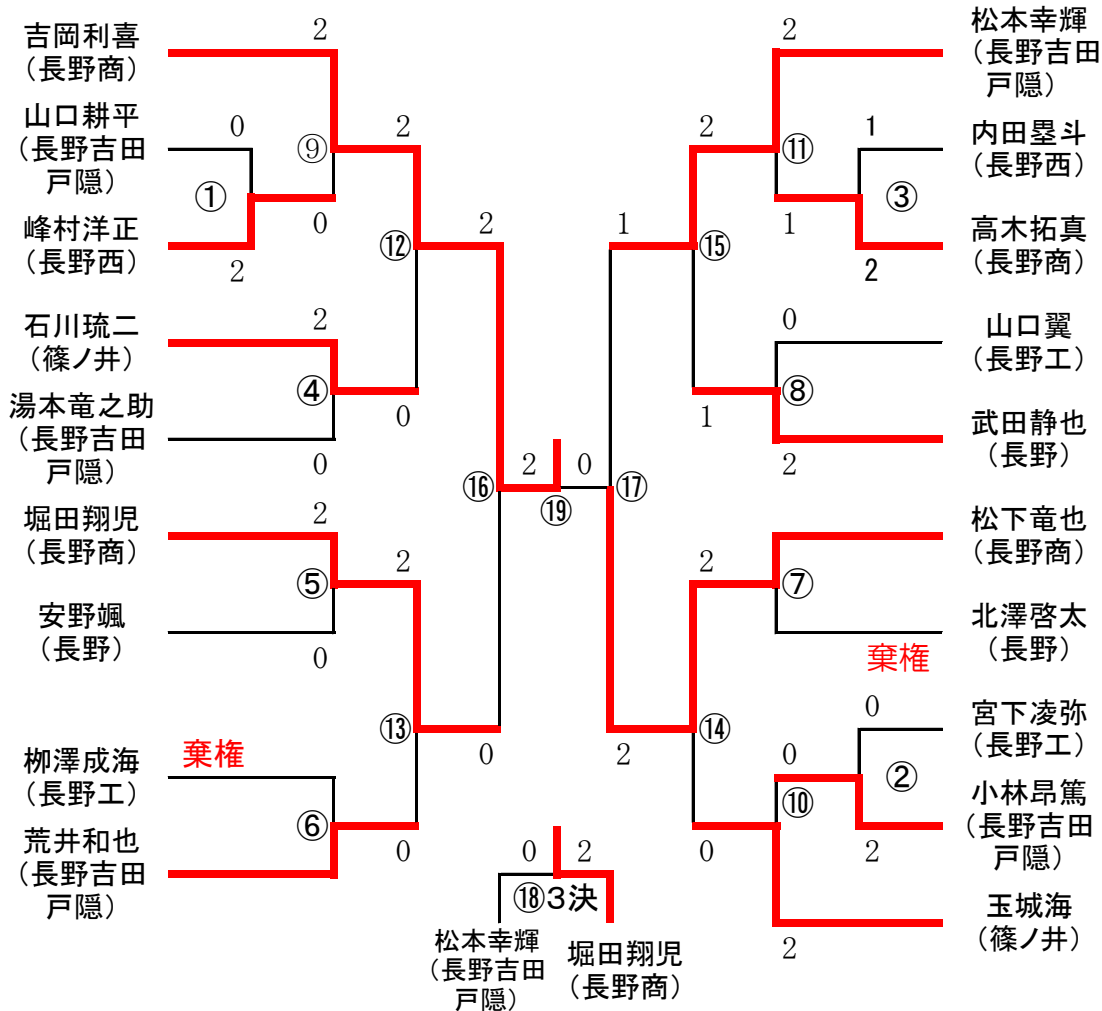 吉岡利喜
（長野商）
山口耕平
（長野吉田
戸隠）
峰村洋正
（長野西）
石川琉二
（篠ノ井）
湯本竜之助
（長野吉田
戸隠）
堀田翔児
（長野商）
安野颯
（長野）
栁澤成海
（長野工）
荒井和也
（長野吉田
戸隠）
2
0
①
2
⑨
0
2
2
④
0
0
⑫
2
2
⑤
0
2
棄権
⑥
0
⑬
0
⑯
2
⑲
0
⑰
1
2
2
⑪
1
1
③
2
⑮
0
⑧
2
1
2
⑦
棄権
⑭
2
0
②
2
0
⑩
0
2
0
2
⑱3決
松本幸輝
（長野吉田
戸隠）
堀田翔児
（長野商）
松本幸輝
（長野吉田
戸隠）
内田塁斗
（長野西）
高木拓真
（長野商）
山口翼
（長野工）
武田静也
（長野）
松下竜也
（長野商）
北澤啓太
（長野）
宮下凌弥
（長野工）
小林昂篤
（長野吉田
戸隠）
玉城海
（篠ノ井）